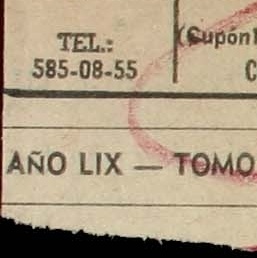 TEL.:
585-08-55
(Cupón
AÑO LIX — TOMO